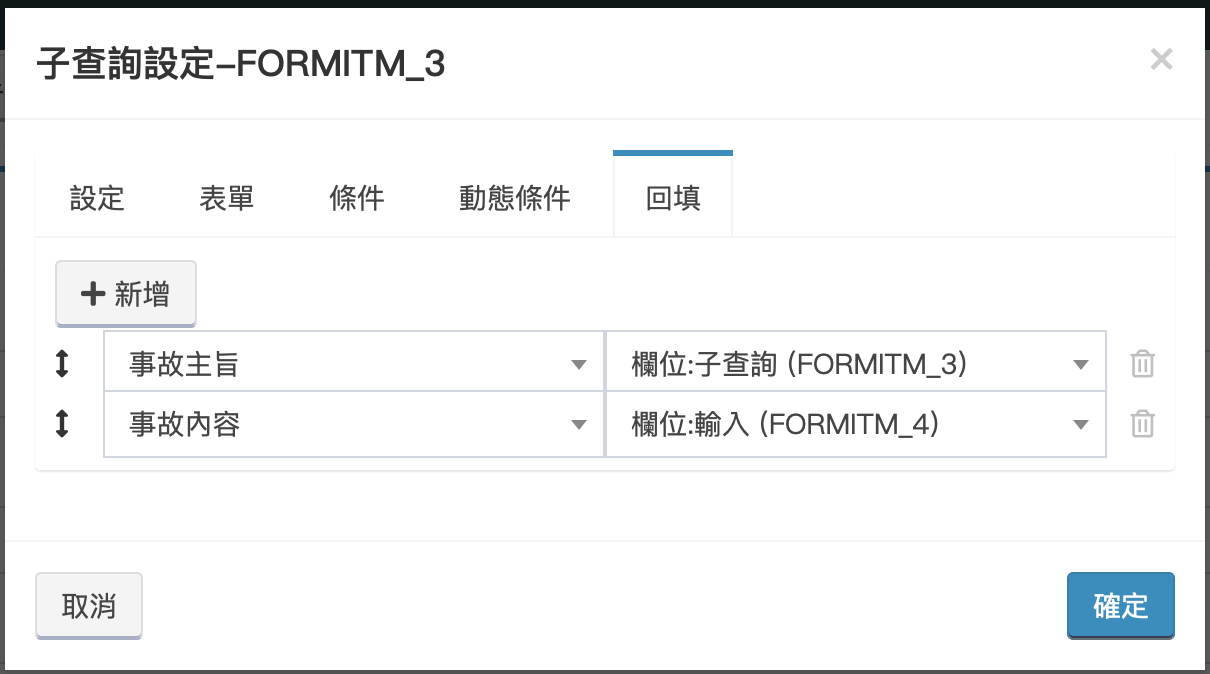 子查詢設定-FORMITM_3
設定 表單 條件 動態條件 回填
新增
事故主旨 欄位:子查詢 (FORMITM_3)
事故內容 欄位:輸入 (FORMITM_4)
取消 確定